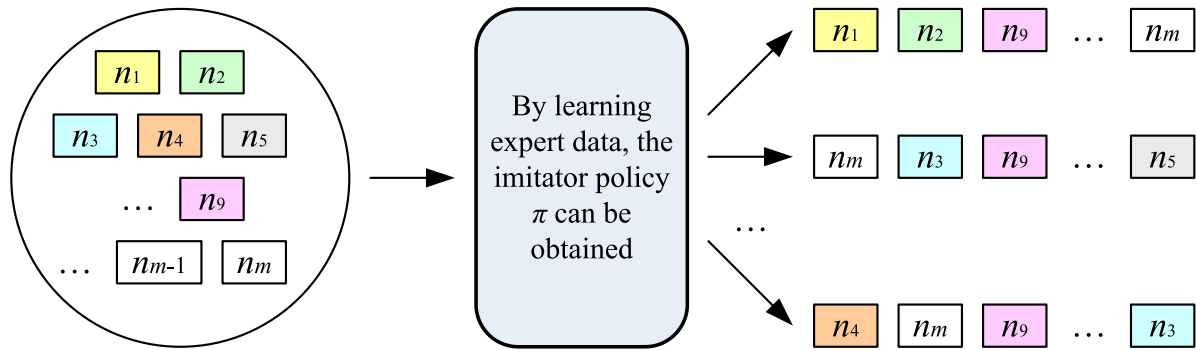 n1 n2
n3 n4 n5
... n9
... nm-1 nm
By learning
expert data, the
imitator policy
π can be
obtained
n1 n2 n9 ... nm
nm n3 n9 ... n5
...
n4 nm n9 ... n3